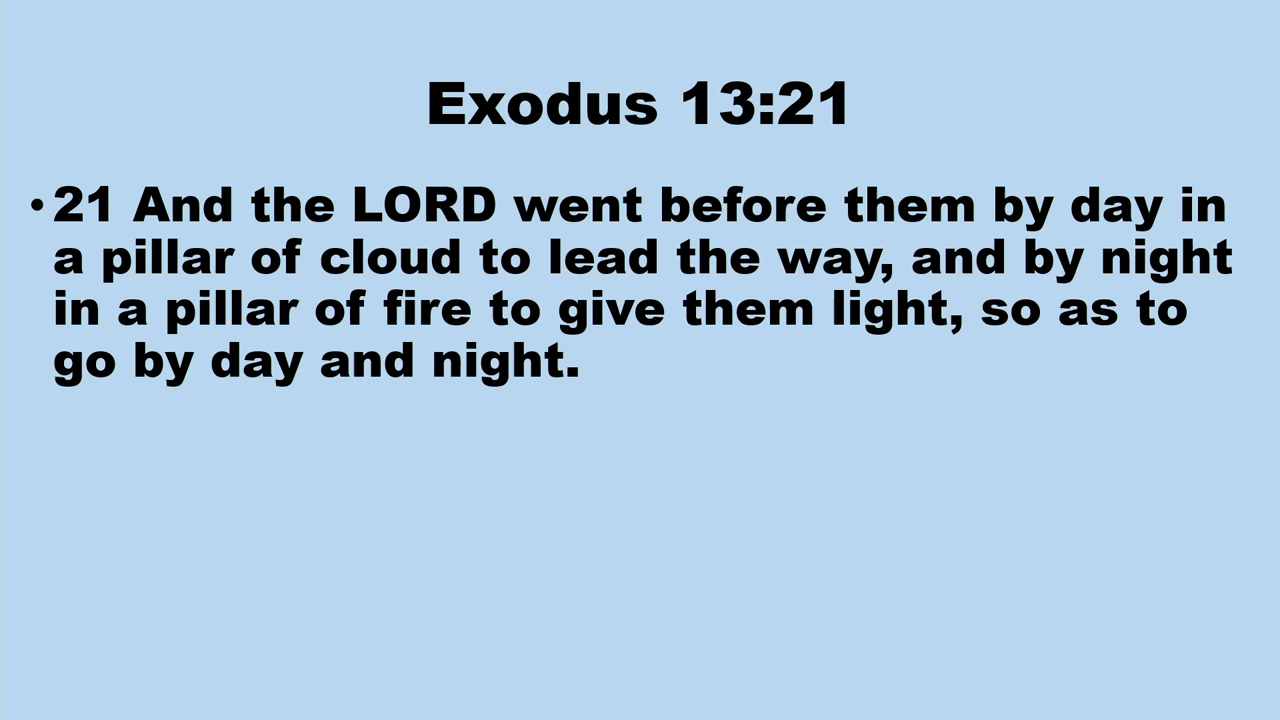 Exodus 13:21
• 21 And the LORD went before them by day in
a pillar of cloud to lead the way, and by night
in a pillar of fire to give them light, so as to
go by day and night.